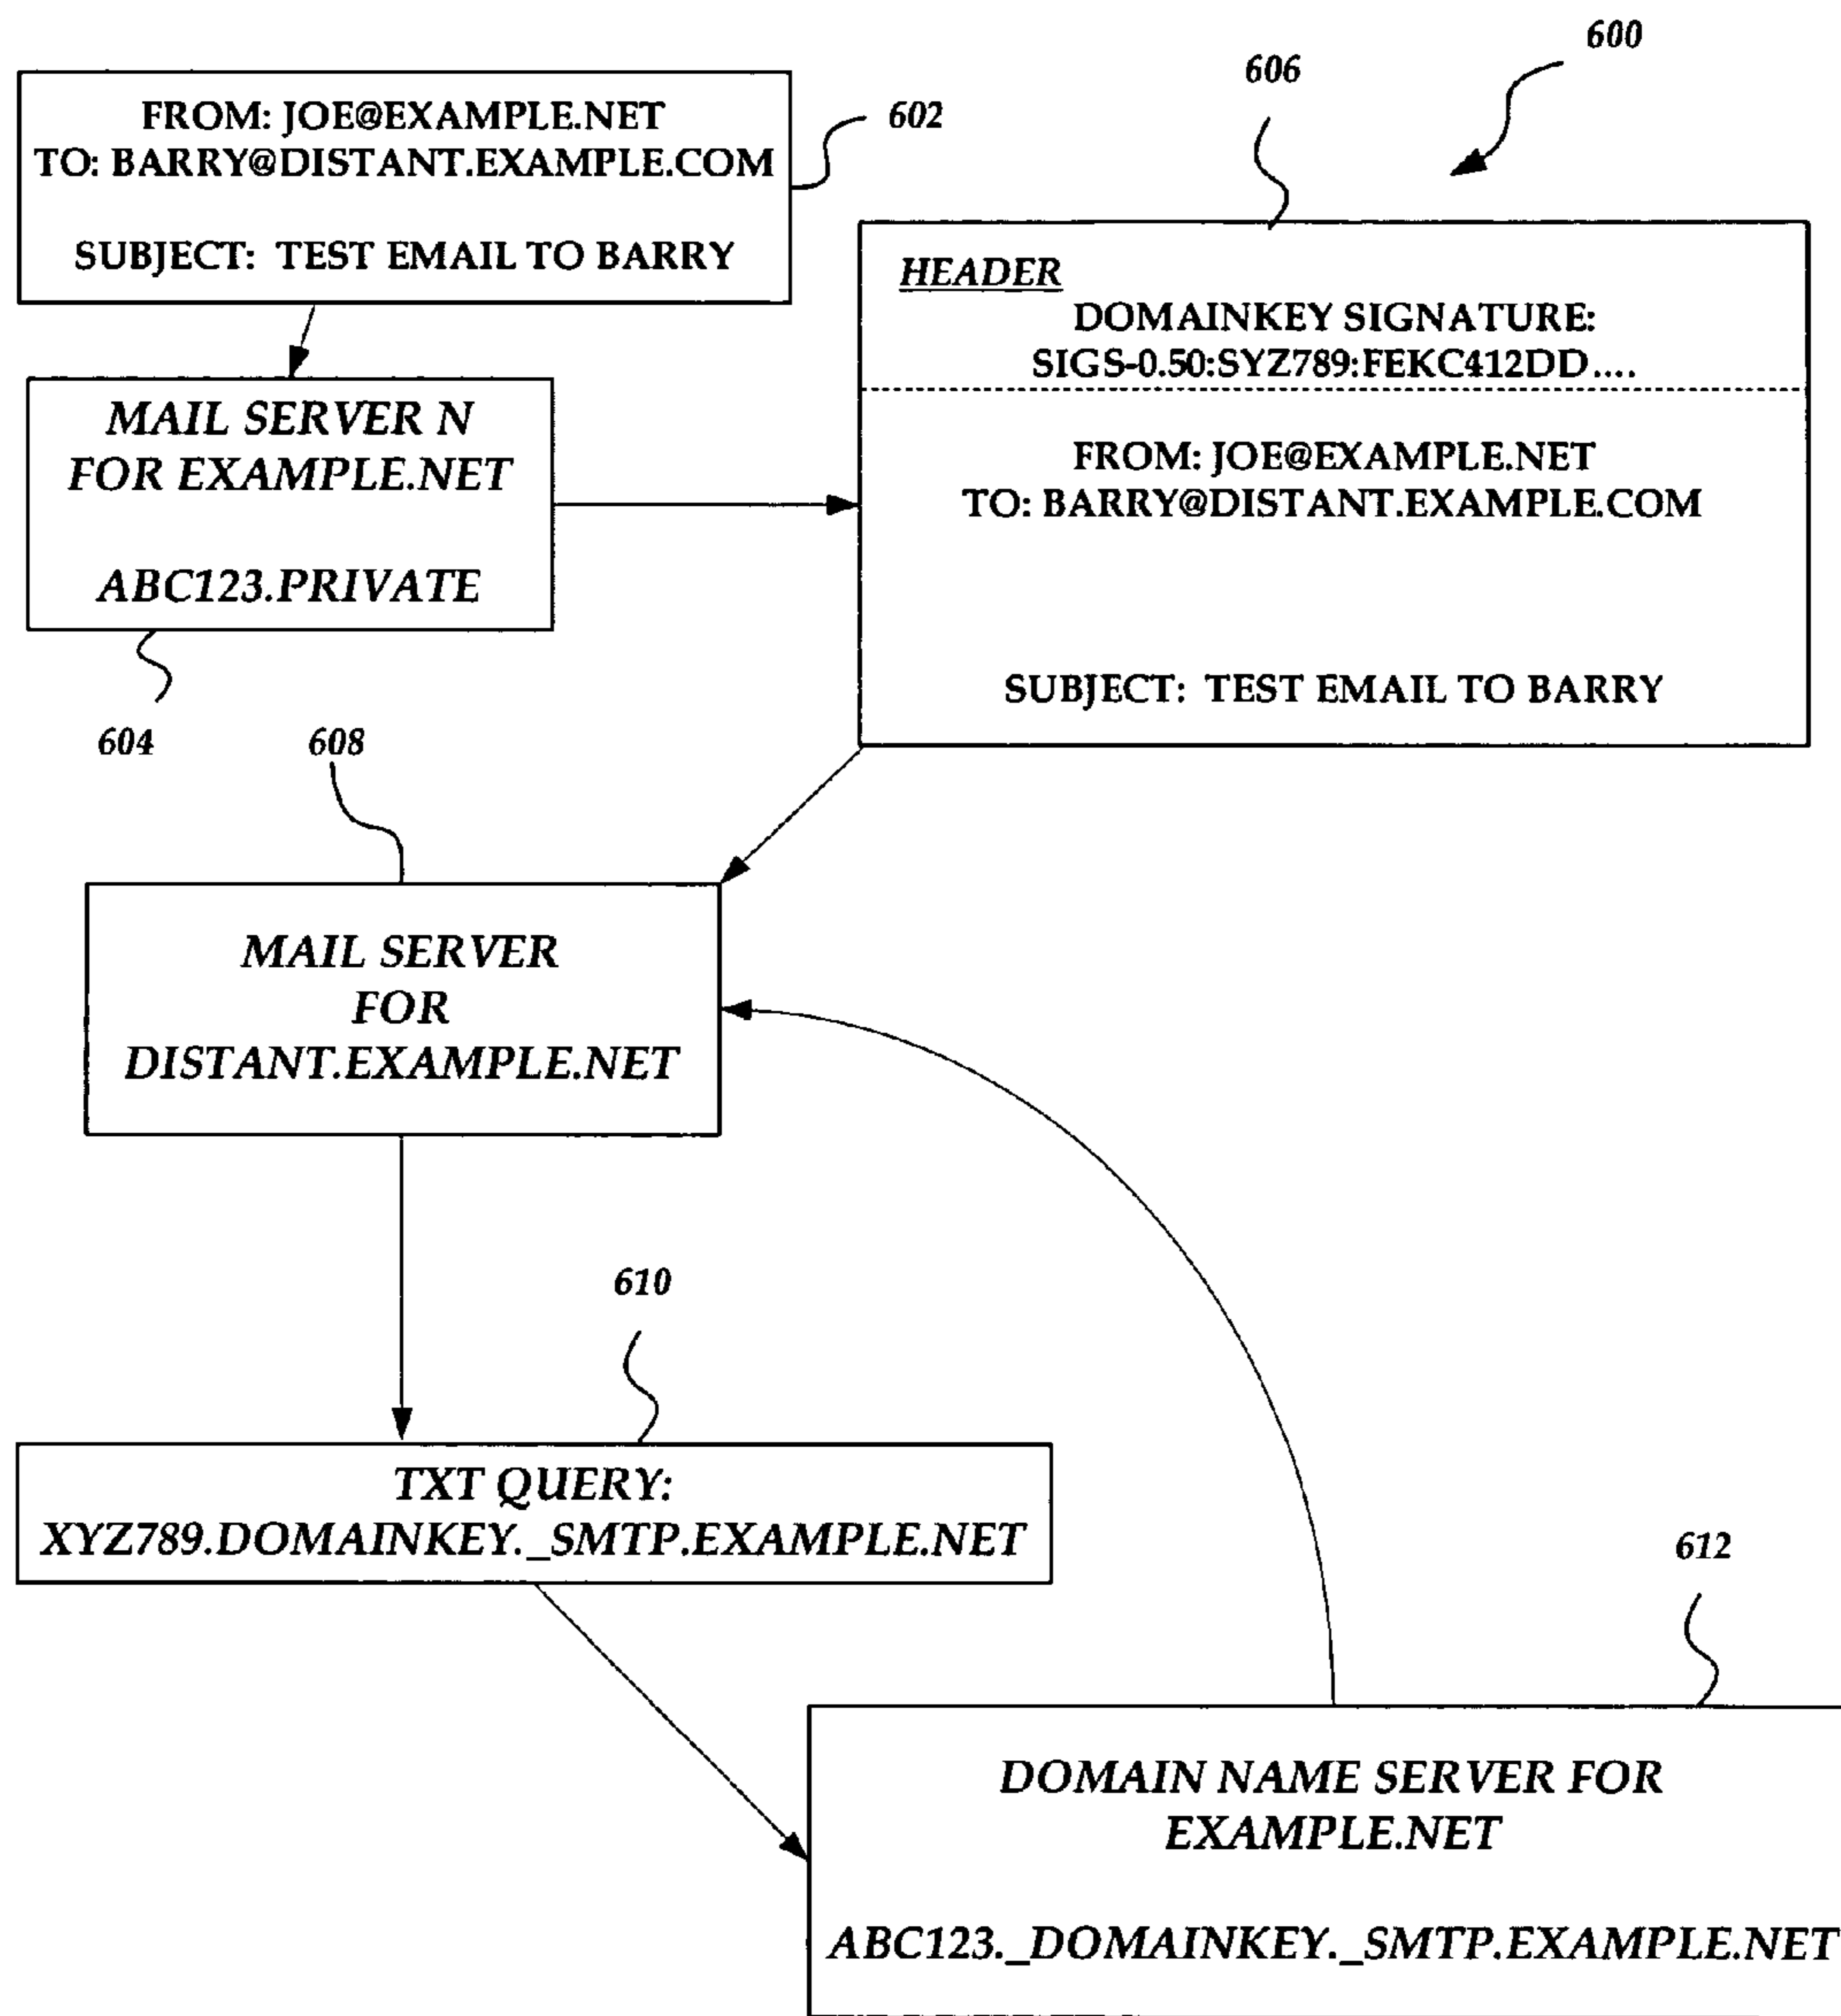 600
606
FROM: JOE@EXAMPLE.NET
TO: BARRY@DISTANT.EXAMPLE.COM
SUBJECT: TEST EMAIL TO BARRY
602
HEADER
DOMAINKEY SIGNATURE:
SIGS-0.50:SYZ789:FEKC412DD....
FROM: JOE@EXAMPLE.NET
TO: BARRY@DISTANT.EXAMPLE.COM
SUBJECT: TEST EMAIL TO BARRY
MAIL SERVER N
FOR EXAMPLE.NET
ABC123.PRIVATE
604
608
MAIL SERVER
FOR
DISTANT.EXAMPLE.NET
610
TXT QUERY:
XYZ789.DOMAINKEY._SMTP.EXAMPLE.NET
612
DOMAIN NAME SERVER FOR
EXAMPLE.NET
ABC123._DOMAINKEY._SMTP.EXAMPLE.NET